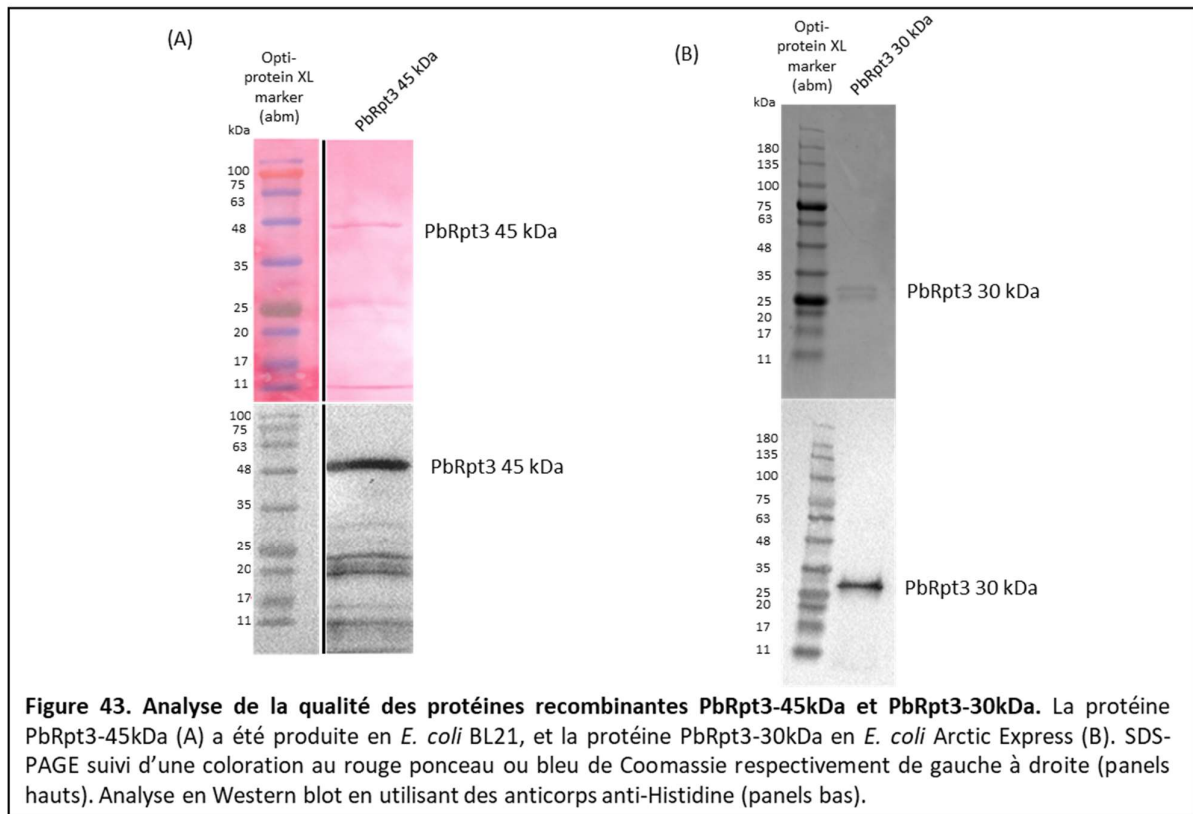 (A)
Opti-
protein XL
marker
(abm)
PbRpt3 45 kDa
kDa
100
75
63
48
35
25
20
17
11
PbRpt3 45 kDa
100
75
63
48
35
25
20
17
11
PbRpt3 45 kDa
(B)
Opti-
protein XL
marker
(abm)
PbRpt3 30 kDa
kDa
180
135
100
75
63
48
35
25
20
17
11
PbRpt3 30 kDa
180
135
100
75
63
48
35
25
20
17
11
PbRpt3 30 kDa
Figure 43. Analyse de la qualité des protéines recombinantes PbRpt3-45kDa et PbRpt3-30kDa. La protéine
PbRpt3-45kDa (A) a été produite en E. coli BL21, et la protéine PbRpt3-30kDa en E. coli Arctic Express (B). SDS-
PAGE suivi d’une coloration au rouge ponceau ou bleu de Coomassie respectivement de gauche à droite (panels
hauts). Analyse en Western blot en utilisant des anticorps anti-Histidine (panels bas).